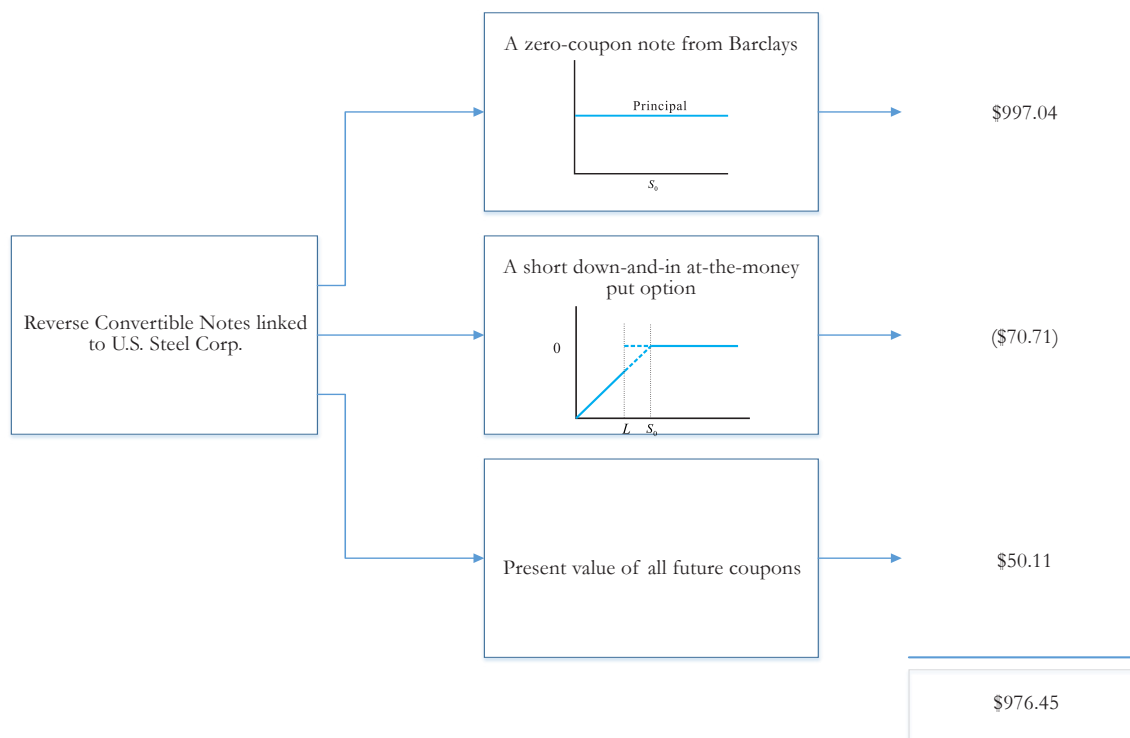 A zero-coupon note from Barclays
Principal
S₀
$997.04
Reverse Convertible Notes linked
to U.S. Steel Corp.
A short down-and-in at-the-money
put option
0
L S₀
($70.71)
Present value of all future coupons
$50.11
$976.45